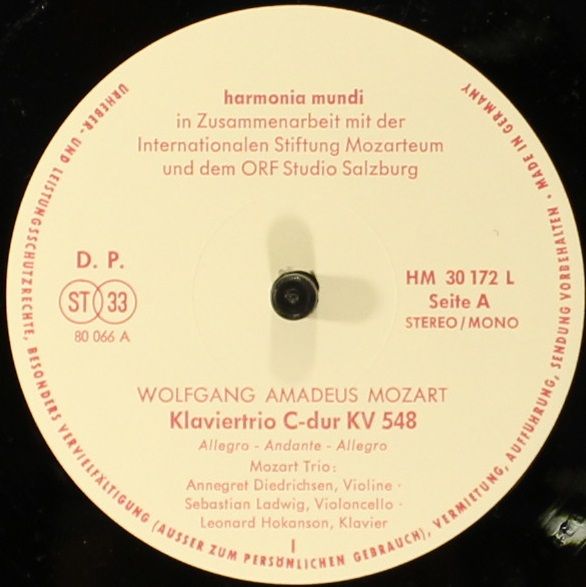 harmonia mundi
in Zusammenarbeit mit der
Internationalen Stiftung Mozarteum
und dem ORF Studio Salzburg
D. P.
ST 33
80 066 A
HM 30 172 L
Seite A
STEREO/MONO
WOLFGANG AMADEUS MOZART
Klaviertrio C-dur KV 548
Allegro - Andante - Allegro
Mozart Trio:
Annegret Diedrichsen, Violine ·
Sebastian Ladwig, Violoncello ·
Leonard Hokanson, Klavier
I
URHEBER- UND LEISTUNGSSCHUTZRECHTE, BESONDERS VERVIELFÄLTIGUNG (AUSSER ZUM PERSÖNLICHEN GEBRAUCH), VERMIETUNG, AUFFÜHRUNG, SENDUNG VORBEHALTEN • MADE IN GERMANY